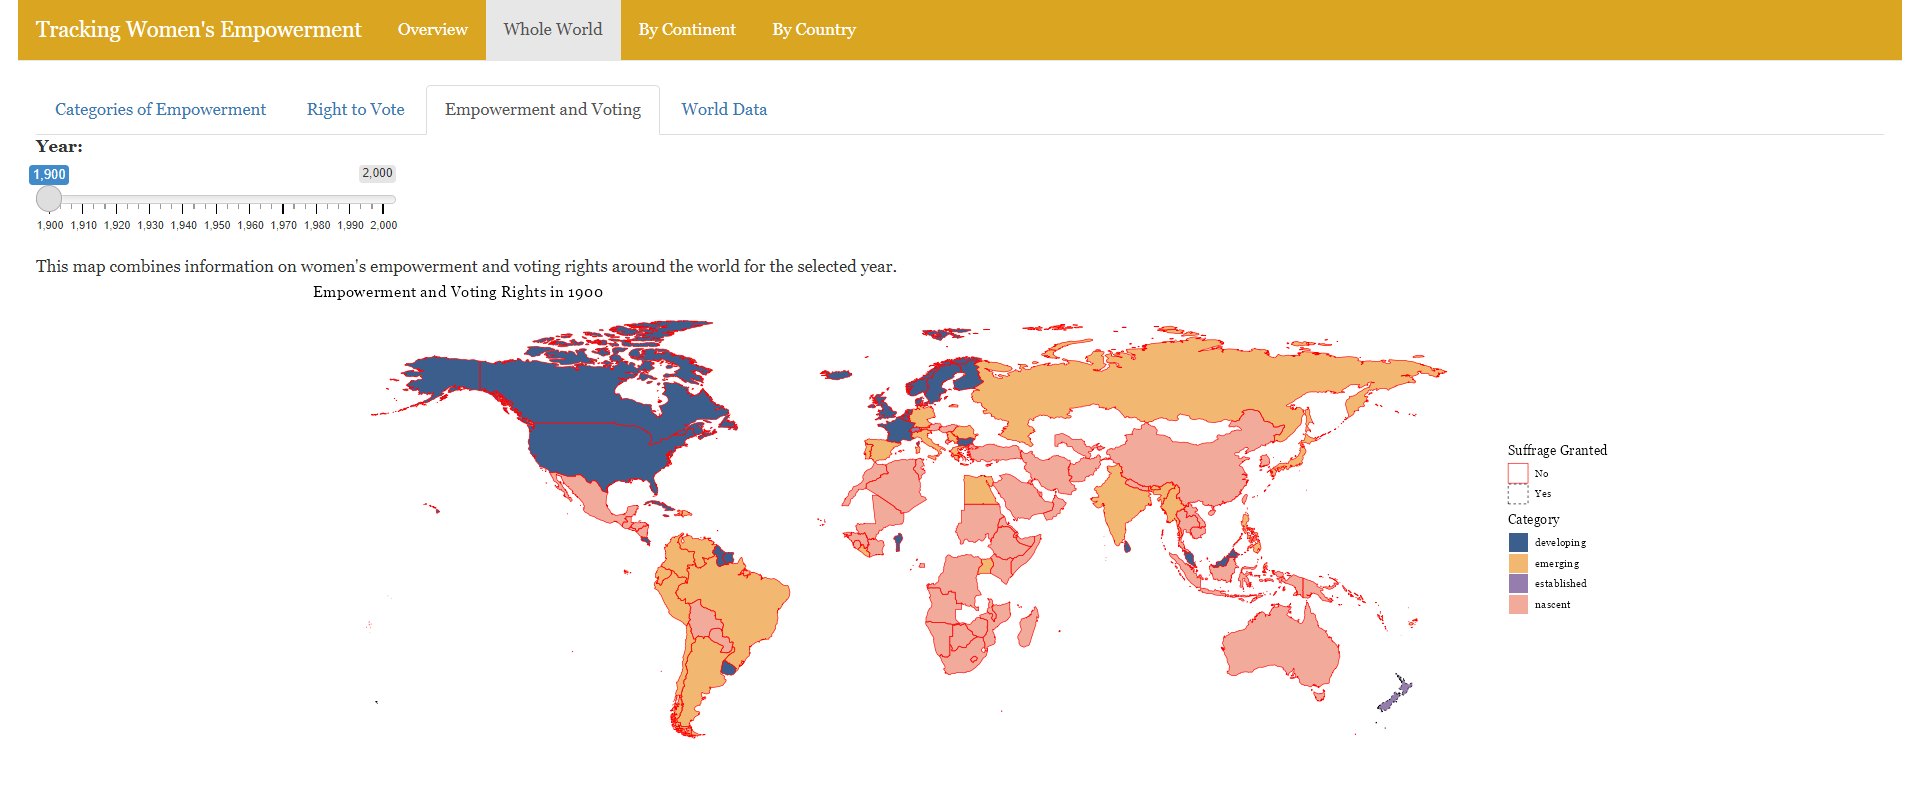 Tracking Women's Empowerment Overview Whole World By Continent By Country
Categories of Empowerment Right to Vote Empowerment and Voting World Data
Year:
1,900 2,000
1,900 1,910 1,920 1,930 1,940 1,950 1,960 1,970 1,980 1,990 2,000
This map combines information on women's empowerment and voting rights around the world for the selected year.
Empowerment and Voting Rights in 1900
Suffrage Granted
No
Yes
Category
developing
emerging
established
nascent